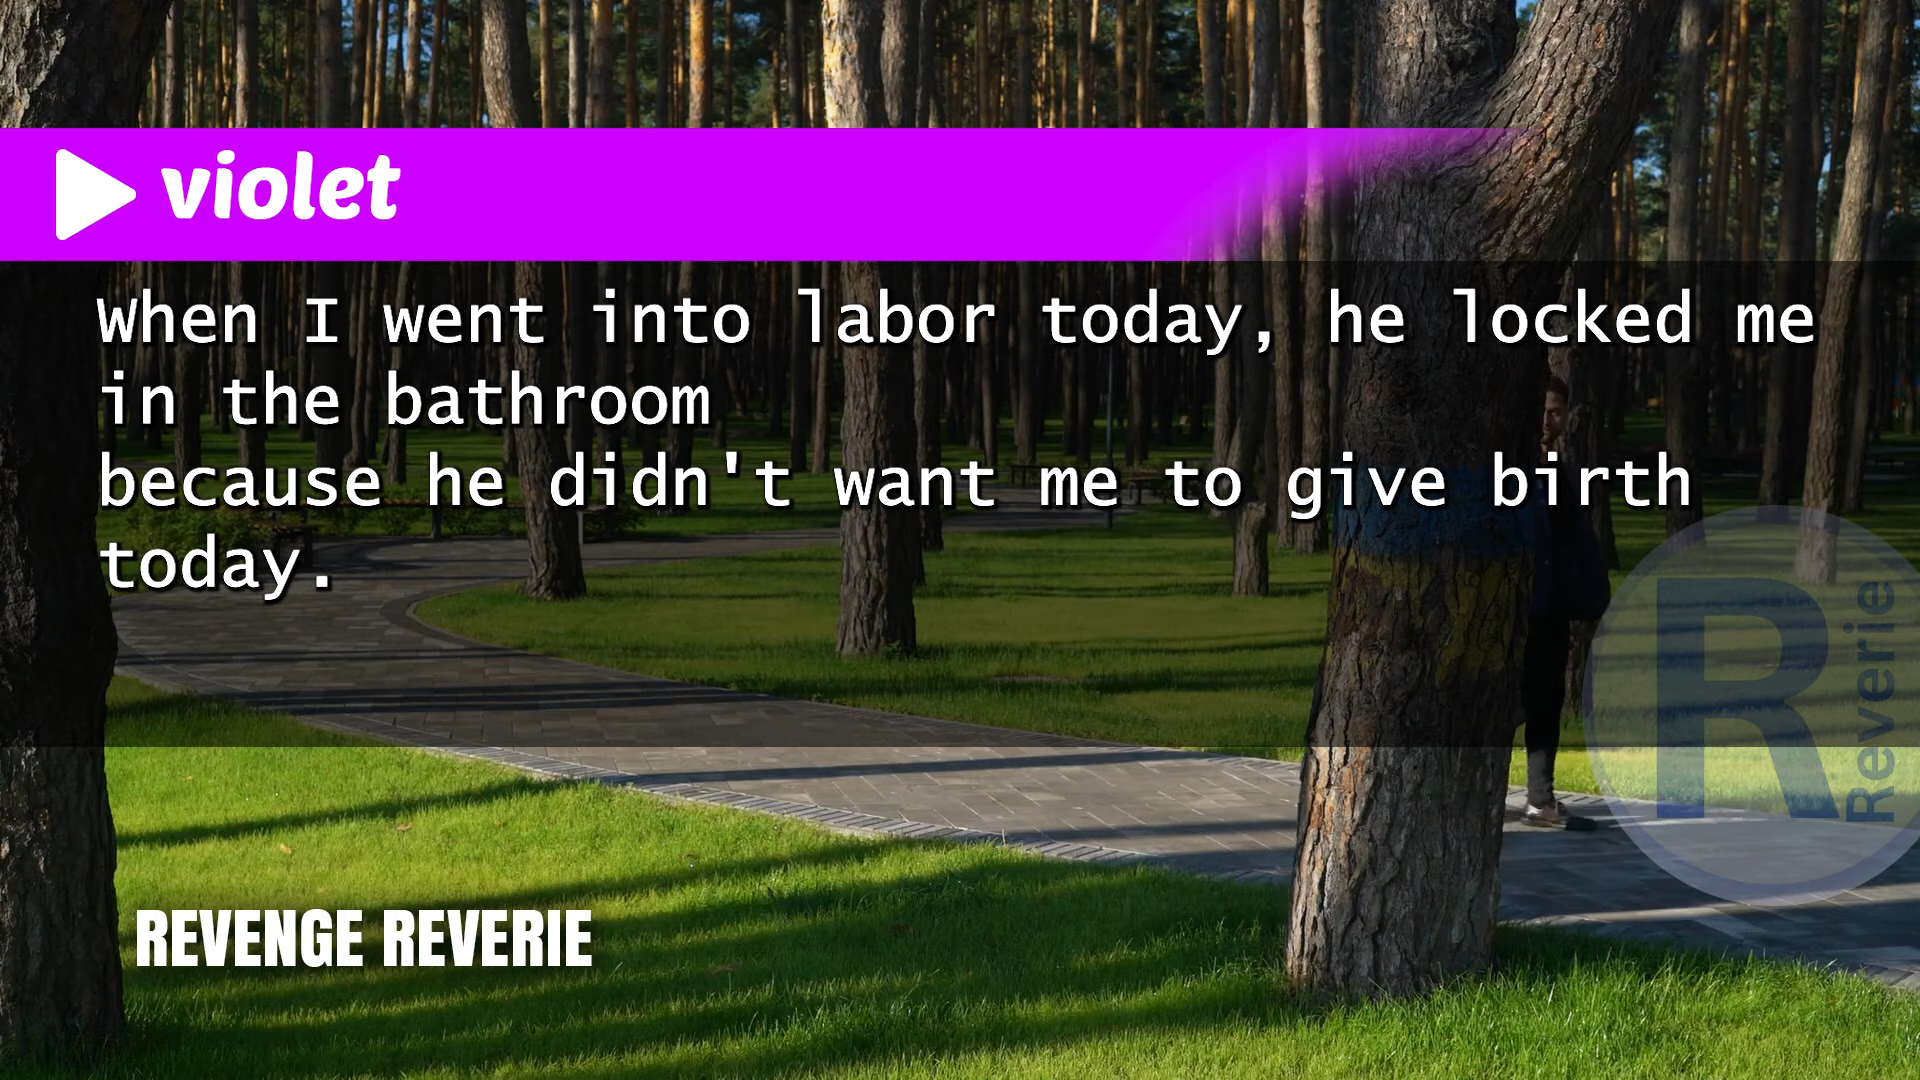 violet
When I went into labor today, he locked me
in the bathroom
because he didn't want me to give birth
today.
R
Reverie
REVENGE REVERIE